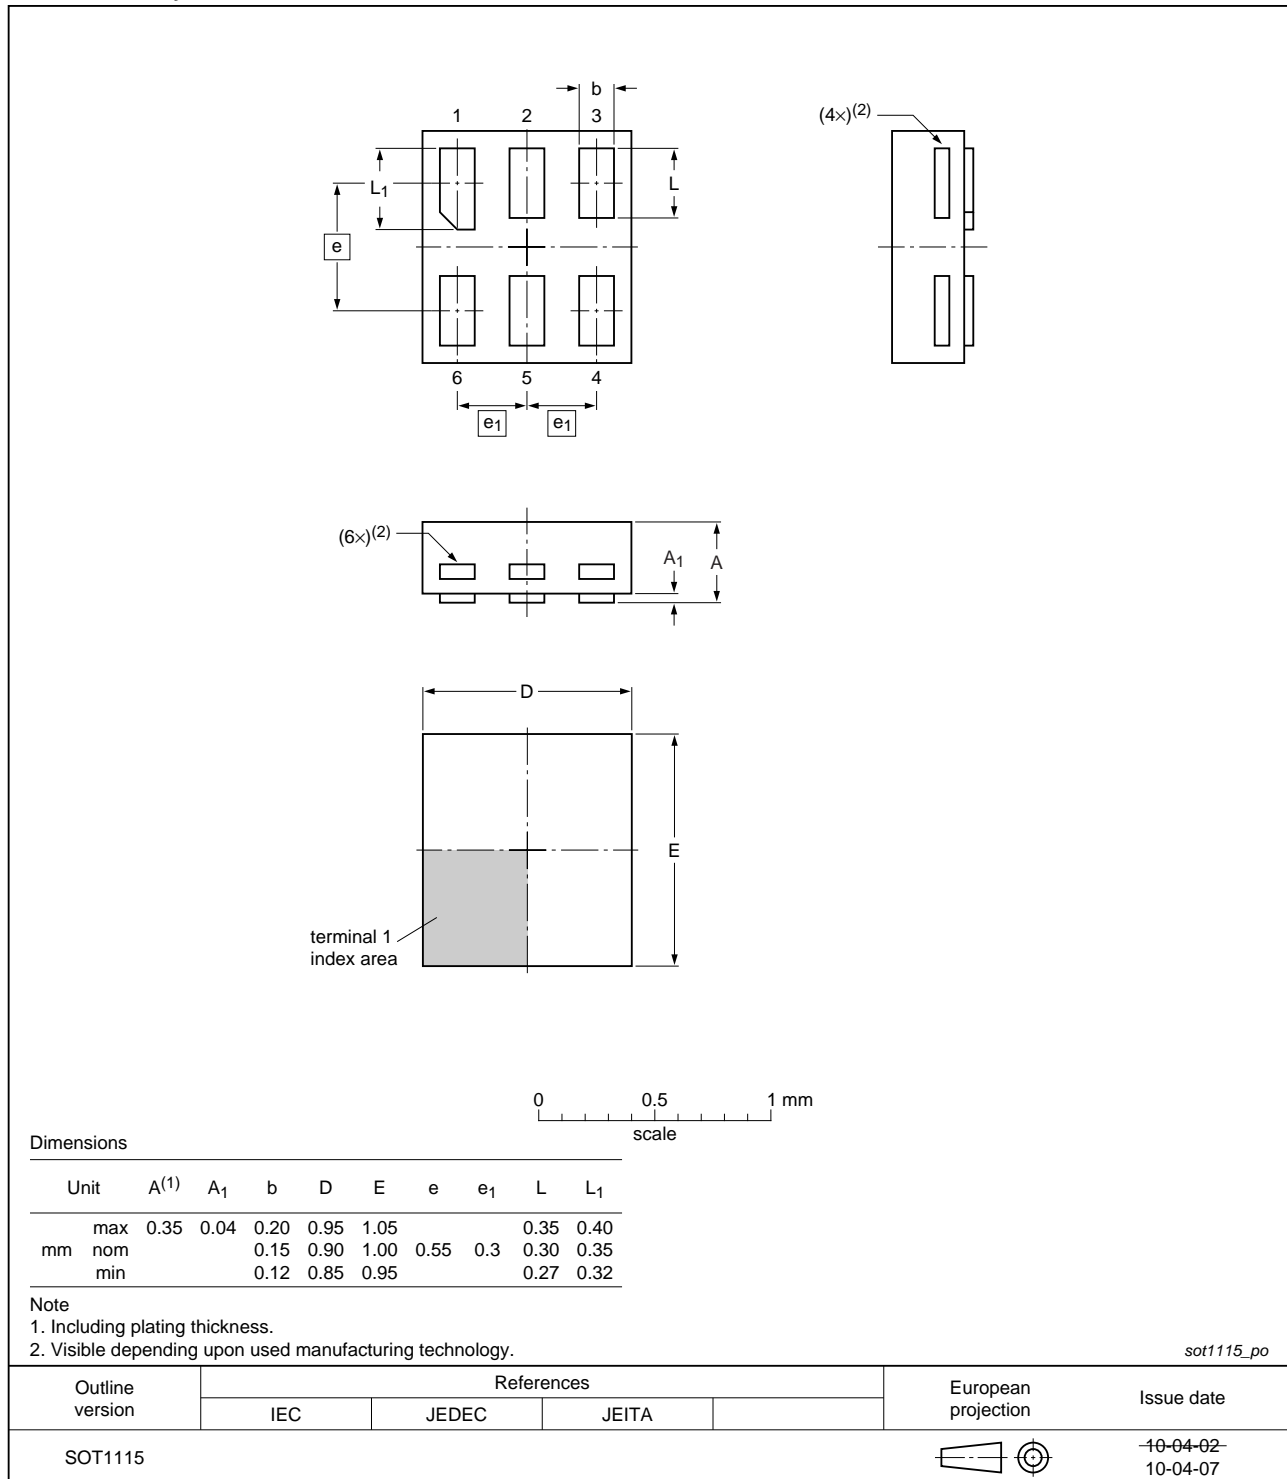 b
1 2 3
(4×)(2)
L1
L
e
6 5 4
e1 e1
(6×)(2)
A1 A
D
E
terminal 1
index area
0 0.5 1 mm
scale
Dimensions
Unit A(1) A1 b D E e e1 L L1
max 0.35 0.04 0.20 0.95 1.05 0.35 0.40
mm nom 0.15 0.90 1.00 0.55 0.3 0.30 0.35
min 0.12 0.85 0.95 0.27 0.32
Note
1. Including plating thickness.
2. Visible depending upon used manufacturing technology.
sot1115_po
Outline
version
References
IEC JEDEC JEITA
European
projection
Issue date
SOT1115
10-04-02
10-04-07